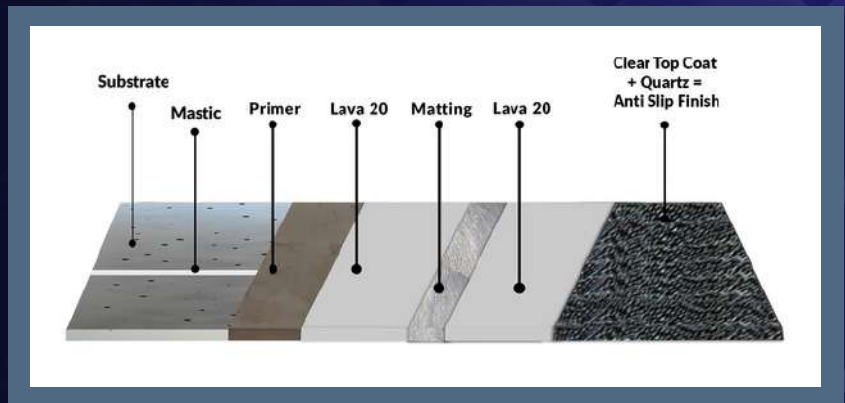 Substrate
Mastic
Primer
Lava 20
Matting
Lava 20
Clear Top Coat
+ Quartz =
Anti Slip Finish